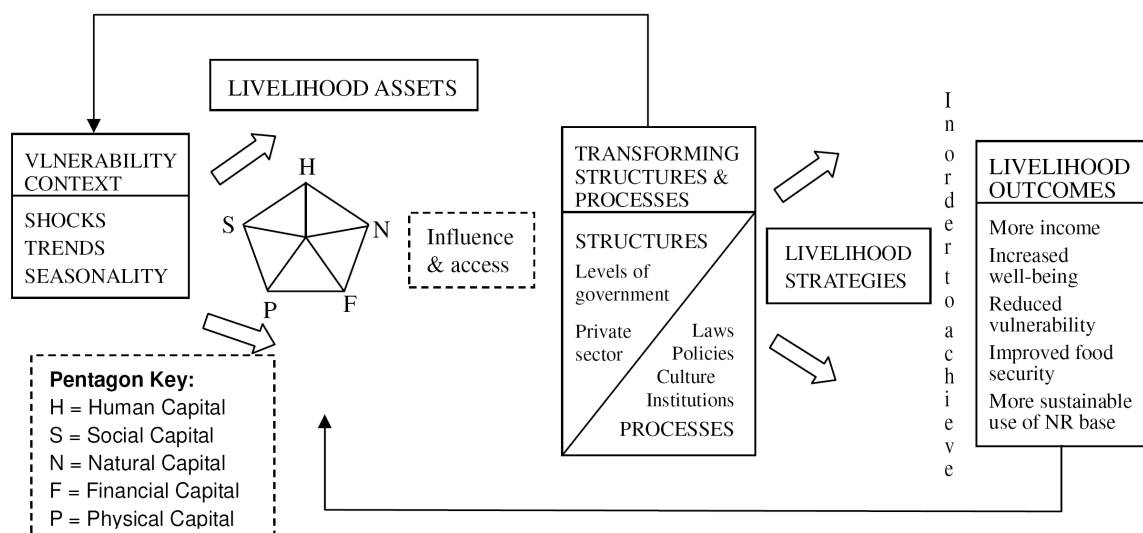 LIVELIHOOD ASSETS
VLNERABILITY
CONTEXT
SHOCKS
TRENDS
SEASONALITY
H
S
N
P
F
Influence
& access
Pentagon Key:
H = Human Capital
S = Social Capital
N = Natural Capital
F = Financial Capital
P = Physical Capital
TRANSFORMING
STRUCTURES &
PROCESSES
STRUCTURES
Levels of
government
Private
sector
Laws
Policies
Culture
Institutions
PROCESSES
LIVELIHOOD
STRATEGIES
In order to achieve
LIVELIHOOD
OUTCOMES
More income
Increased
well-being
Reduced
vulnerability
Improved food
security
More sustainable
use of NR base